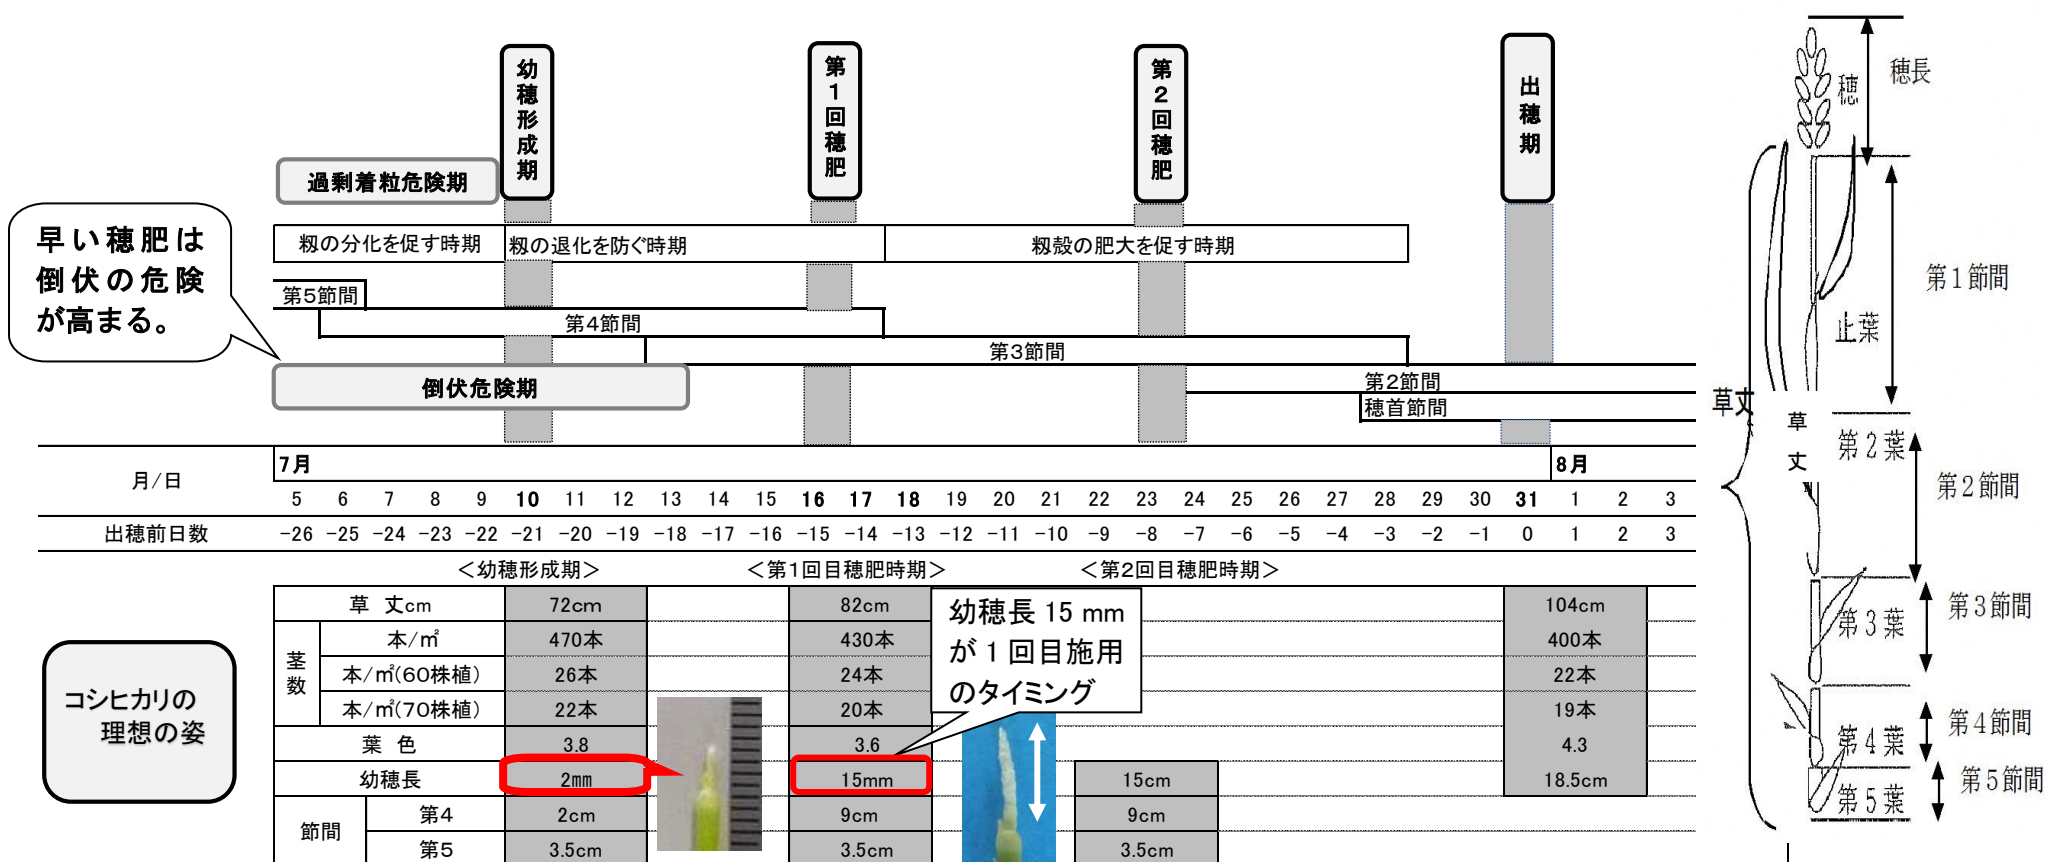 幼穂形成期
第1回穂肥
第2回穂肥
出穂期
過剰着粒危険期
早い穂肥は
倒伏の危険
が高まる。
籾の分化を促す時期 籾の退化を防ぐ時期 籾殻の肥大を促す時期
第5節間
第4節間
第3節間
倒伏危険期
第2節間
穂首節間
月/日
7月 8月
5 6 7 8 9 10 11 12 13 14 15 16 17 18 19 20 21 22 23 24 25 26 27 28 29 30 31 1 2 3
出穂前日数 -26 -25 -24 -23 -22 -21 -20 -19 -18 -17 -16 -15 -14 -13 -12 -11 -10 -9 -8 -7 -6 -5 -4 -3 -2 -1 0 1 2 3
<幼穂形成期> <第1回目穂肥時期> <第2回目穂肥時期>
コシヒカリの
理想の姿
草 丈cm 72cm 82cm 104cm
茎数
本/㎡ 470本 430本 400本
本/㎡(60株植) 26本 24本 22本
本/㎡(70株植) 22本 20本 19本
葉 色 3.8 3.6 4.3
幼穂長 2mm 15mm 15cm 18.5cm
節間
第4 2cm 9cm 9cm
第5 3.5cm 3.5cm 3.5cm
幼穂長 15 mm
が 1 回目施用
のタイミング
穂
穂長
第1節間
止葉
草丈
草
丈
第2葉
第2節間
第3葉
第3節間
第4葉
第4節間
第5葉
第5節間